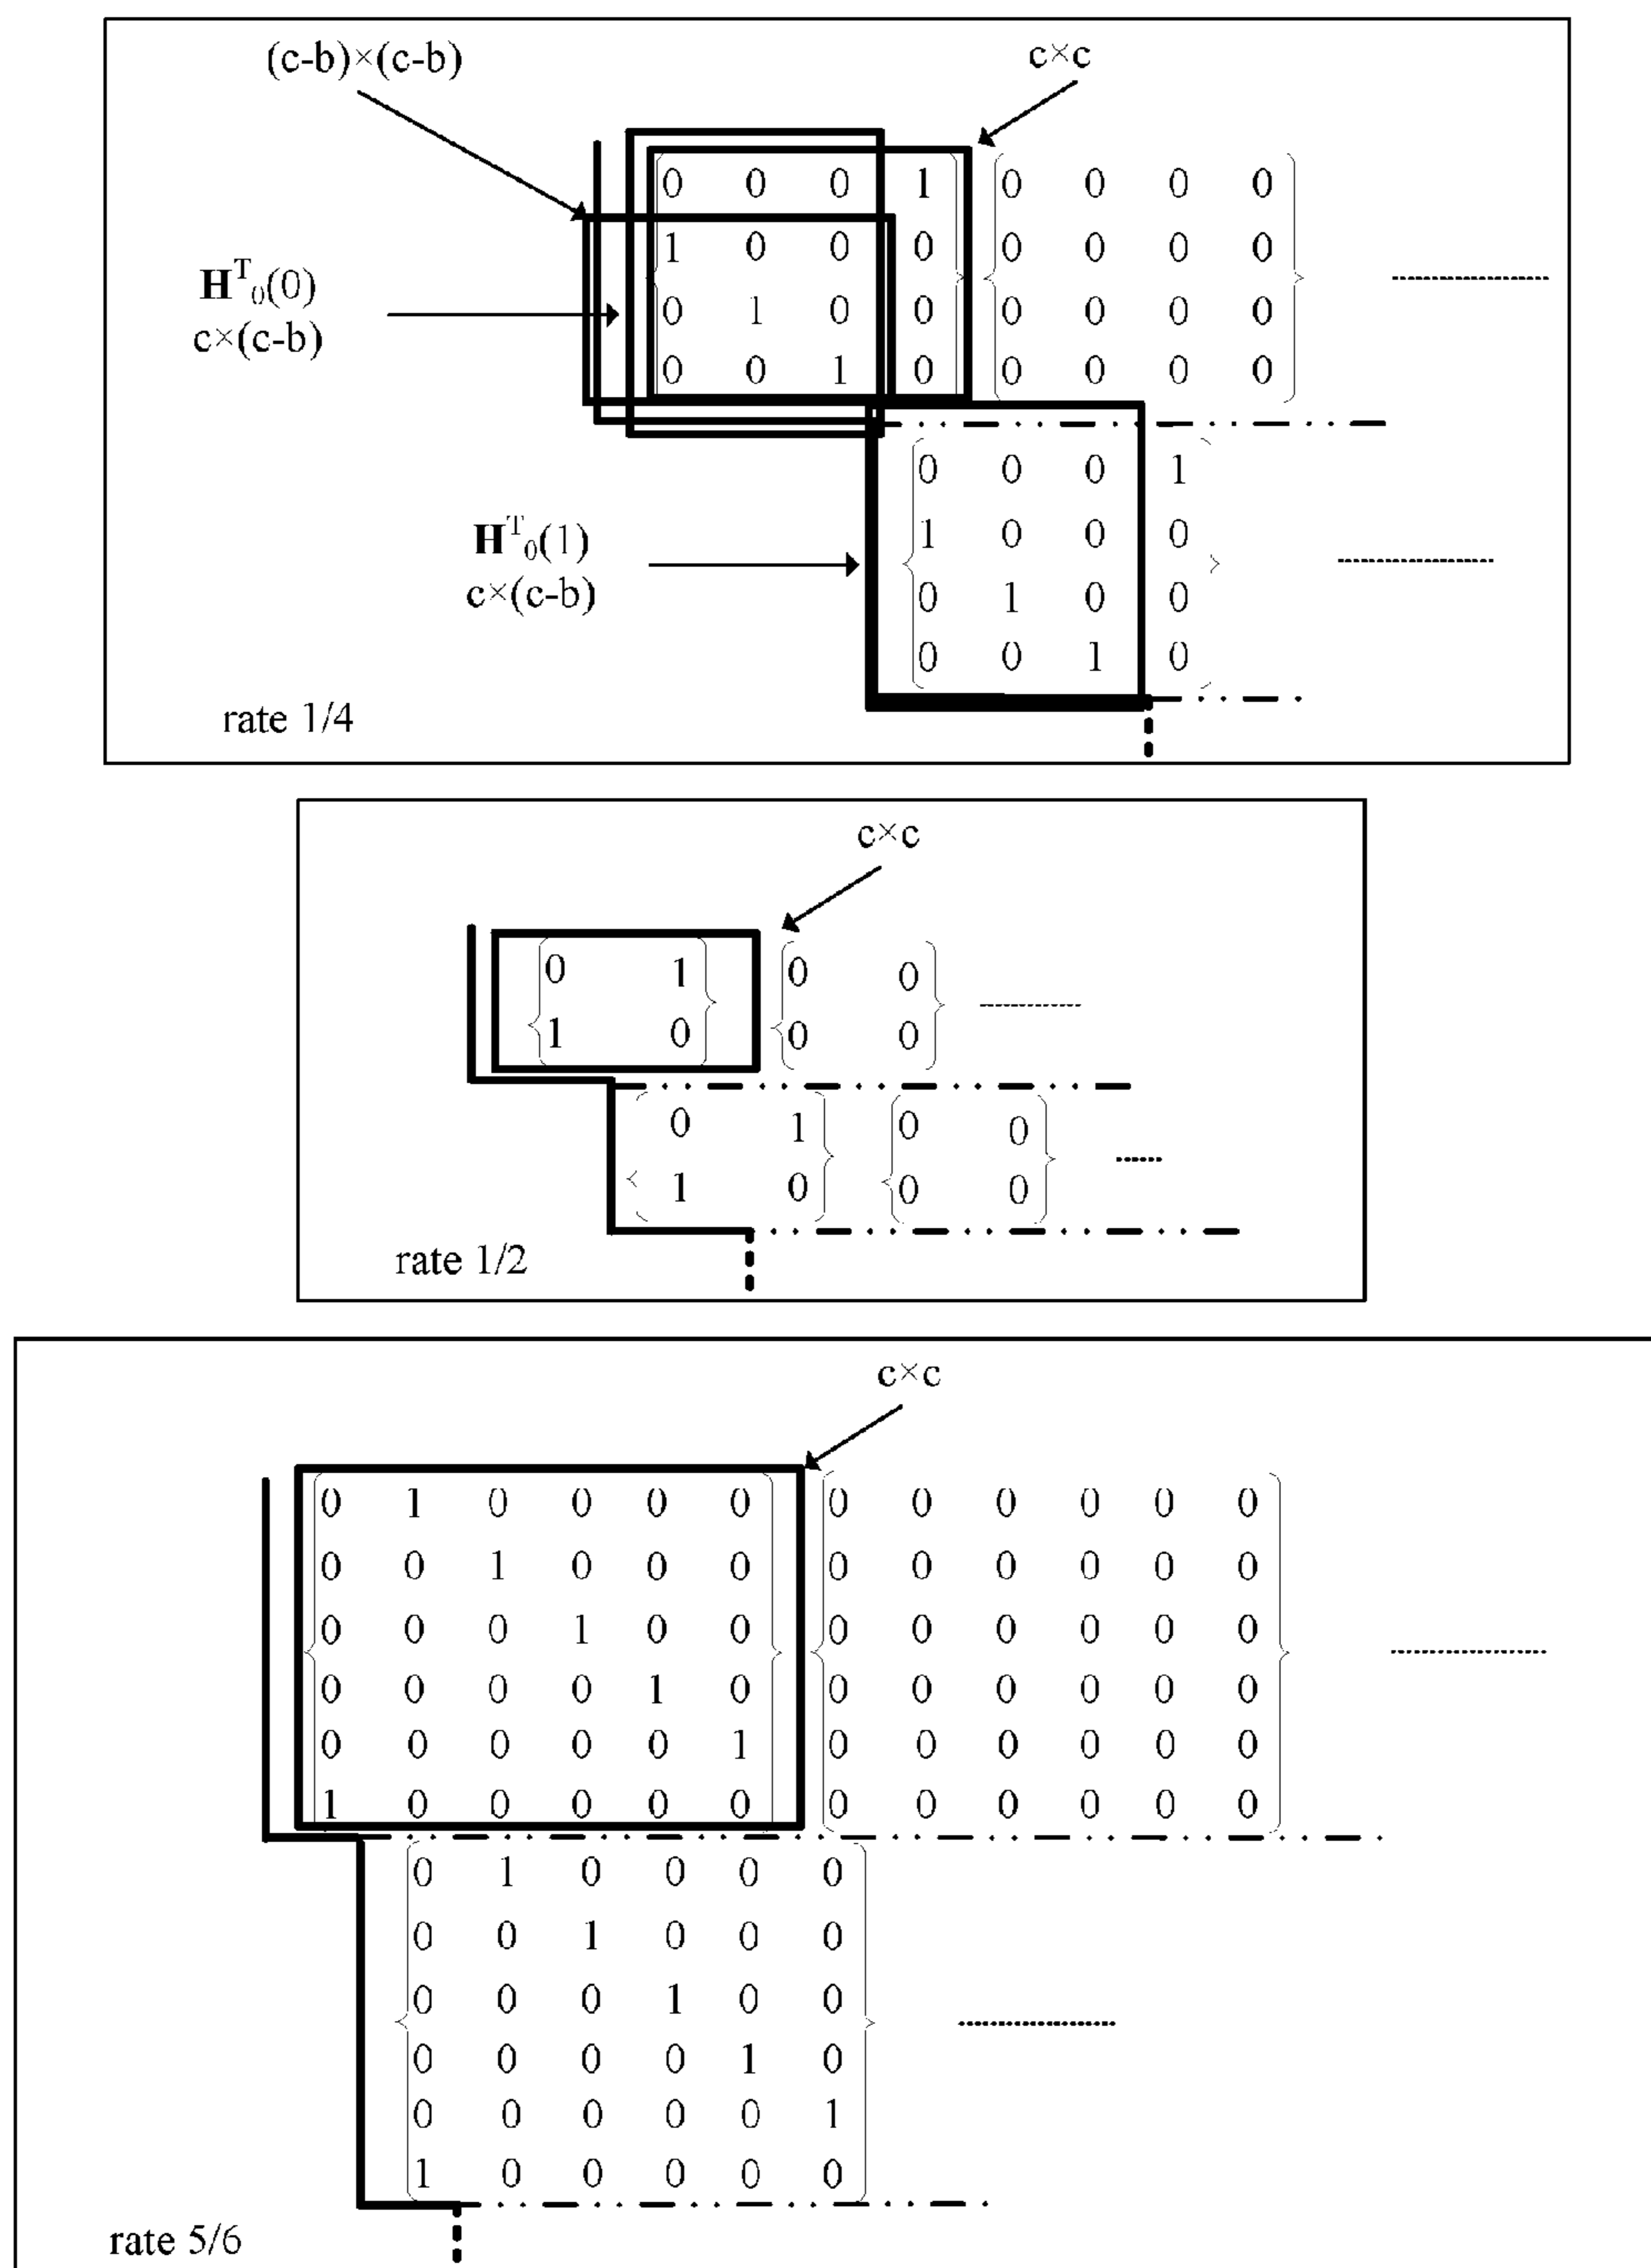 (c-b)×(c-b)
c×c
0 0 0 1 0 0 0 0
1 0 0 0 0 0 0 0
0 1 0 0 0 0 0 0
0 0 1 0 0 0 0 0
H^T_0(0)
c×(c-b)
0 0 0 1
1 0 0 0
0 1 0 0
0 0 1 0
H^T_0(1)
c×(c-b)
rate 1/4
c×c
0 1 0 0
1 0 0 0
0 1 0 0
1 0 0 0
rate 1/2
c×c
0 1 0 0 0 0 0 0 0 0 0 0
0 0 1 0 0 0 0 0 0 0 0 0
0 0 0 1 0 0 0 0 0 0 0 0
0 0 0 0 1 0 0 0 0 0 0 0
0 0 0 0 0 1 0 0 0 0 0 0
1 0 0 0 0 0 0 0 0 0 0 0
0 1 0 0 0 0
0 0 1 0 0 0
0 0 0 1 0 0
0 0 0 0 1 0
0 0 0 0 0 1
1 0 0 0 0 0
rate 5/6